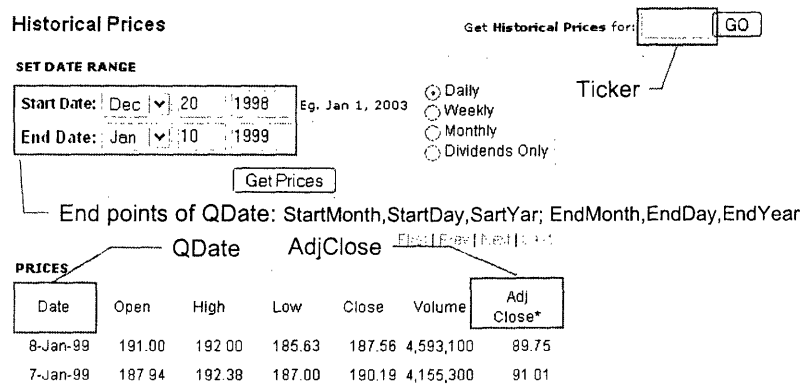 Historical Prices
Get Historical Prices for: GO
SET DATE RANGE
Ticker
Start Date: Dec 20 1998 Eg. Jan 1, 2003
End Date: Jan 10 1999
Daily
Weekly
Monthly
Dividends Only
Get Prices
End points of QDate: StartMonth,StartDay,SartYar; EndMonth,EndDay,EndYear
QDate AdjClose
PRICES
Date Open High Low Close Volume Adj Close*
8-Jan-99 191.00 192 00 185.63 187.56 4,593,100 89.75
7-Jan-99 187 94 192.38 187.00 190.19 4,155,300 91 01